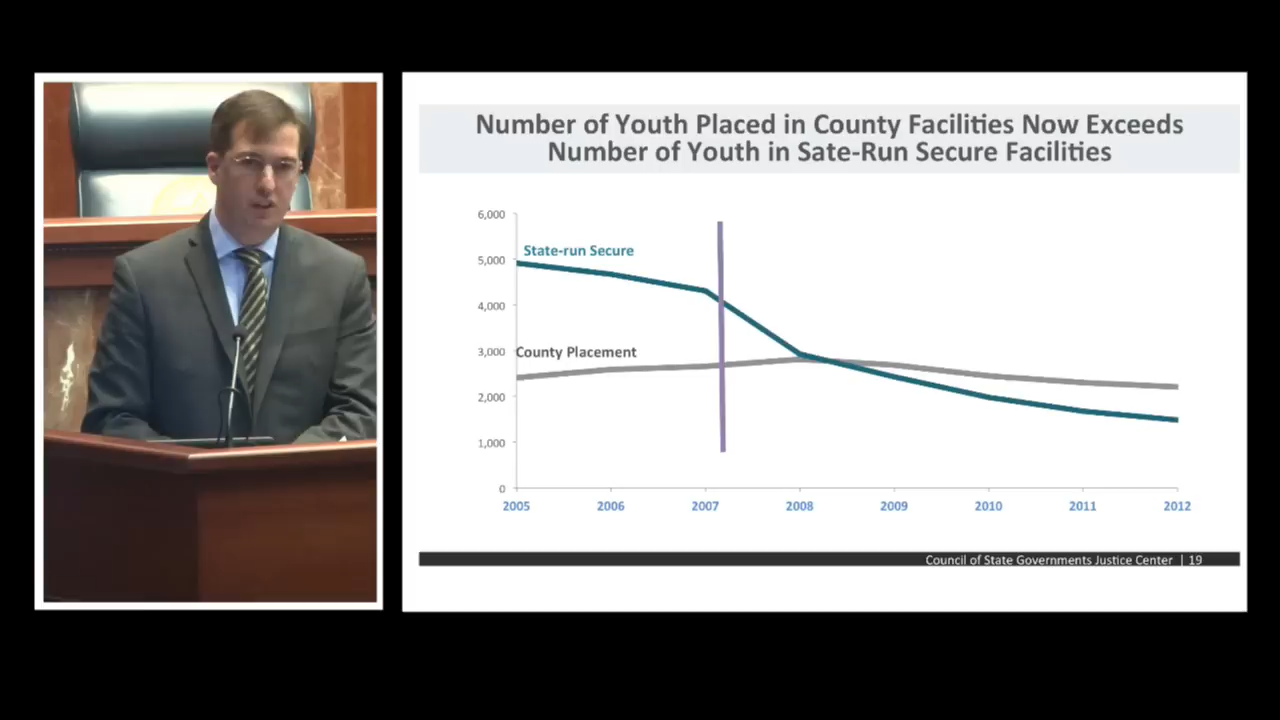 Number of Youth Placed in County Facilities Now Exceeds
Number of Youth in Sate-Run Secure Facilities
6,000
State-run Secure
5,000
4,000
3,000
County Placement
2,000
1,000
0
2005 2006 2007 2008 2009 2010 2011 2012
Council of State Governments Justice Center | 19